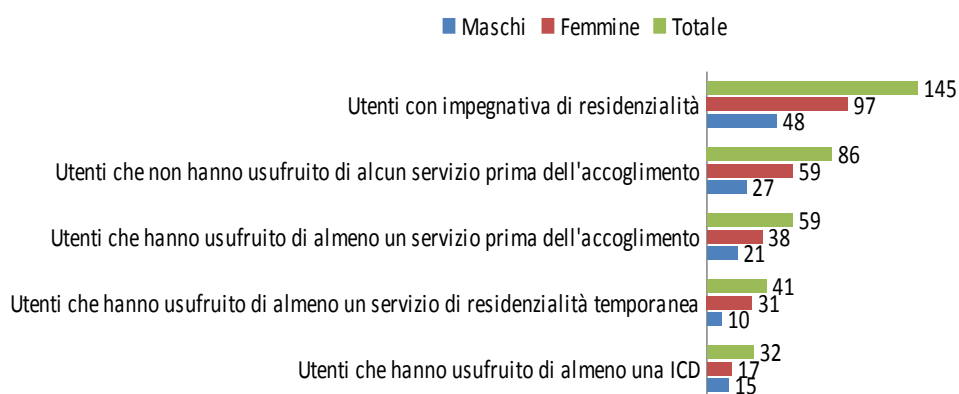 Maschi Femmine Totale
145
Utenti con impegnativa di residenzialità 97
48
86
Utenti che non hanno usufruito di alcun servizio prima dell'accoglimento 59
27
59
Utenti che hanno usufruito di almeno un servizio prima dell'accoglimento 38
21
41
Utenti che hanno usufruito di almeno un servizio di residenzialità temporanea 31
10
32
Utenti che hanno usufruito di almeno una ICD 17
15